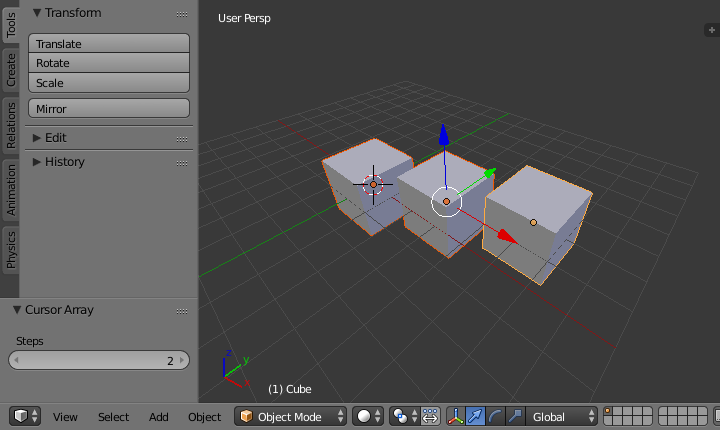 Tools
Create
Relations
Animation
Physics
Transform
Translate
Rotate
Scale
Mirror
Edit
History
Cursor Array
Steps
2
User Persp
z
y
x
(1) Cube
View
Select
Add
Object
Object Mode
Global